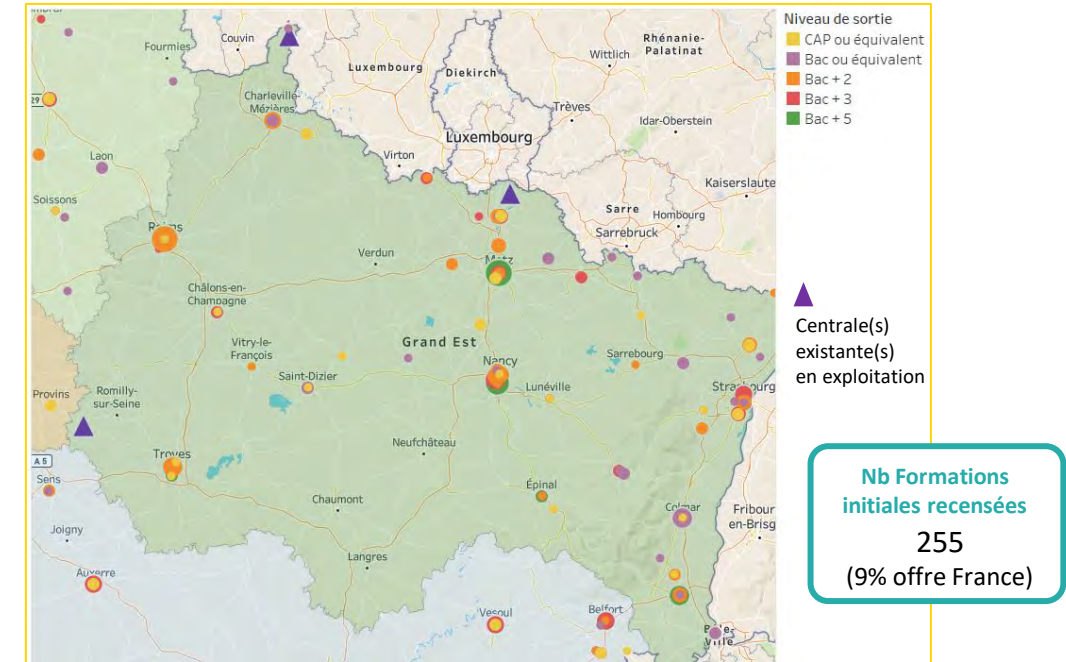 Niveau de sortie
CAP ou équivalent
Bac ou équivalent
Bac + 2
Bac + 3
Bac + 5
Fourmies
Couvin
Luxembourg
Diekirch
Wittlich
Rhénanie-
Palatinat
Charleville-
Mézières
Trèves
Idar-Oberstein
Luxembourg
Laon
Virton
Kaiserslaute
Soissons
Sarre
Hombourg
Sarrebruck
Reims
Verdun
Metz
Châlons-en-
Champagne
Centrale(s)
existante(s)
en exploitation
Vitry-le-
François
Grand Est
Nancy
Sarrebourg
Saint-Dizier
Lunéville
Strasbourg
Provins
Romilly-
sur-Seine
Neufchâteau
A 5
Troyes
Sens
Épinal
Chaumont
Colmar
Fribour
en-Brisg
Joigny
Langres
Auxerre
Vesoul
Belfort
Ville
Nb Formations
initiales recensées
255
(9% offre France)